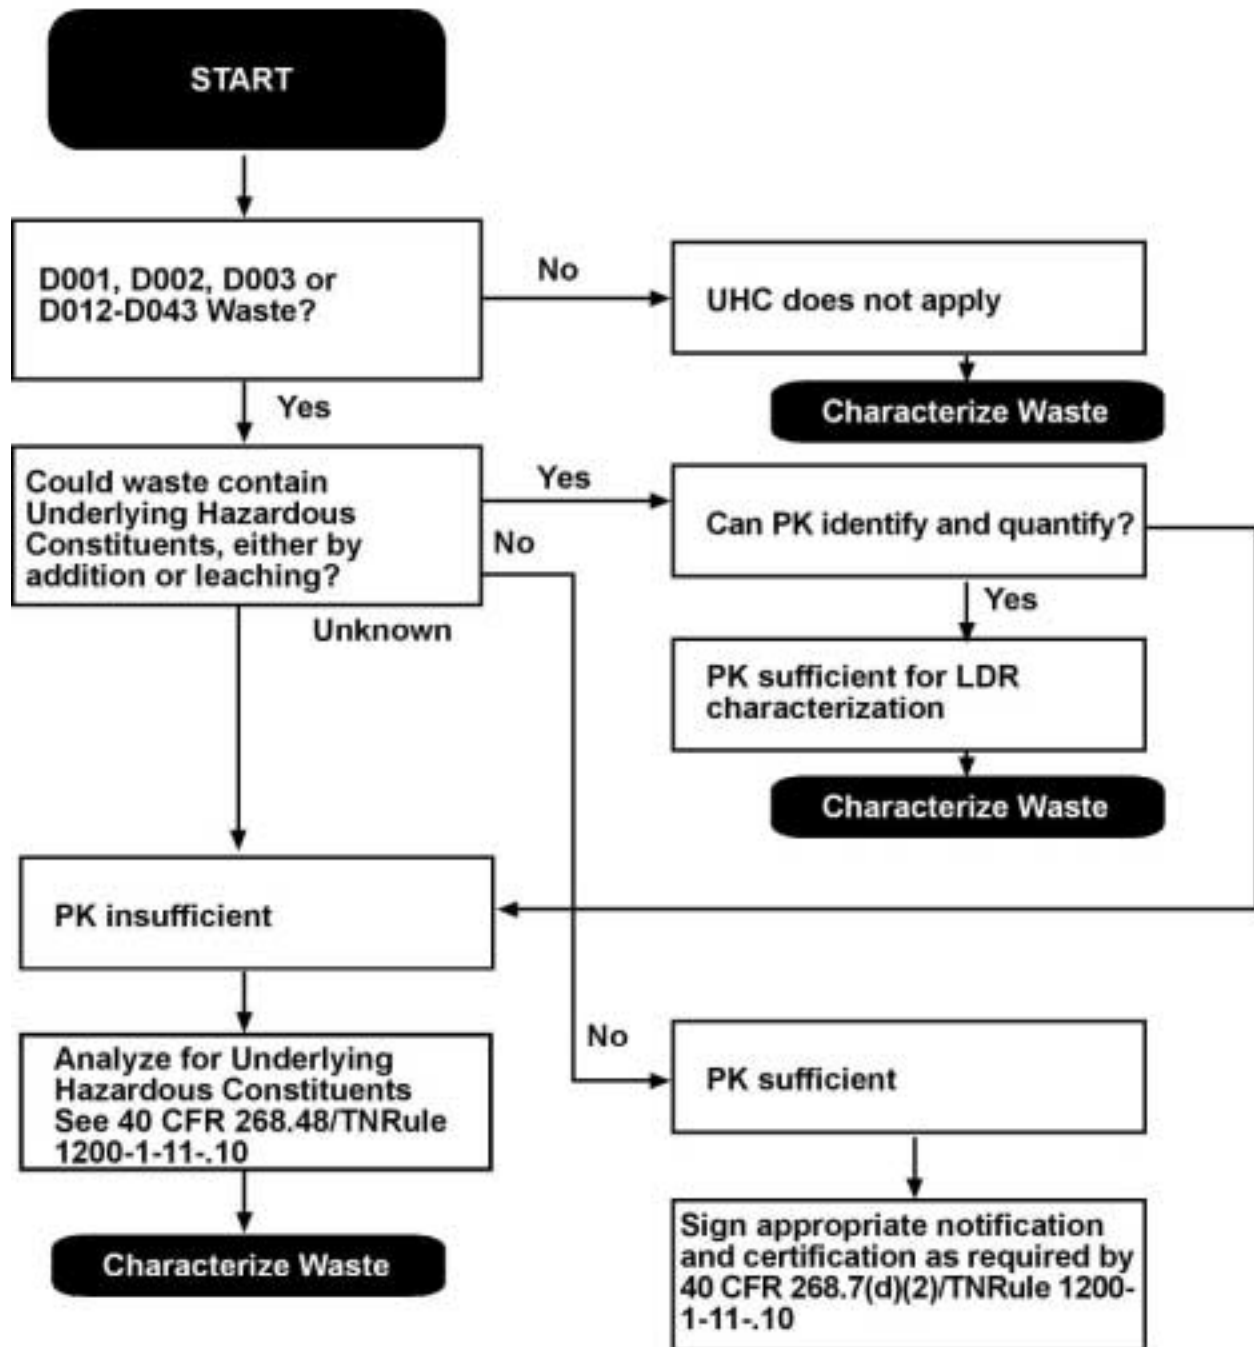 START
D001, D002, D003 or
D012-D043 Waste?
No
UHC does not apply
Characterize Waste
Yes
Could waste contain
Underlying Hazardous
Constituents, either by
addition or leaching?
Yes
No
Unknown
Can PK identify and quantify?
Yes
PK sufficient for LDR
characterization
Characterize Waste
PK insufficient
Analyze for Underlying
Hazardous Constituents
See 40 CFR 268.48/TNRule
1200-1-11-.10
Characterize Waste
No
PK sufficient
Sign appropriate notification
and certification as required by
40 CFR 268.7(d)(2)/TNRule 1200-
1-11-.10